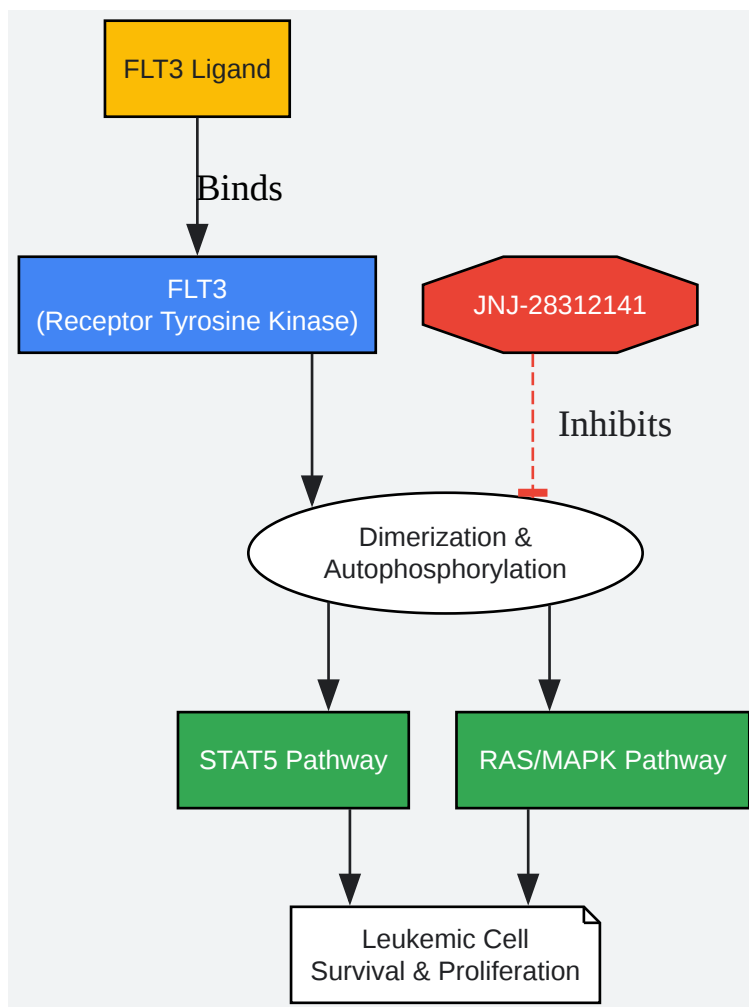 FLT3 Ligand
Binds
FLT3
(Receptor Tyrosine Kinase)
JNJ-28312141
Inhibits
Dimerization &
Autophosphorylation
STAT5 Pathway
RAS/MAPK Pathway
Leukemic Cell
Survival & Proliferation